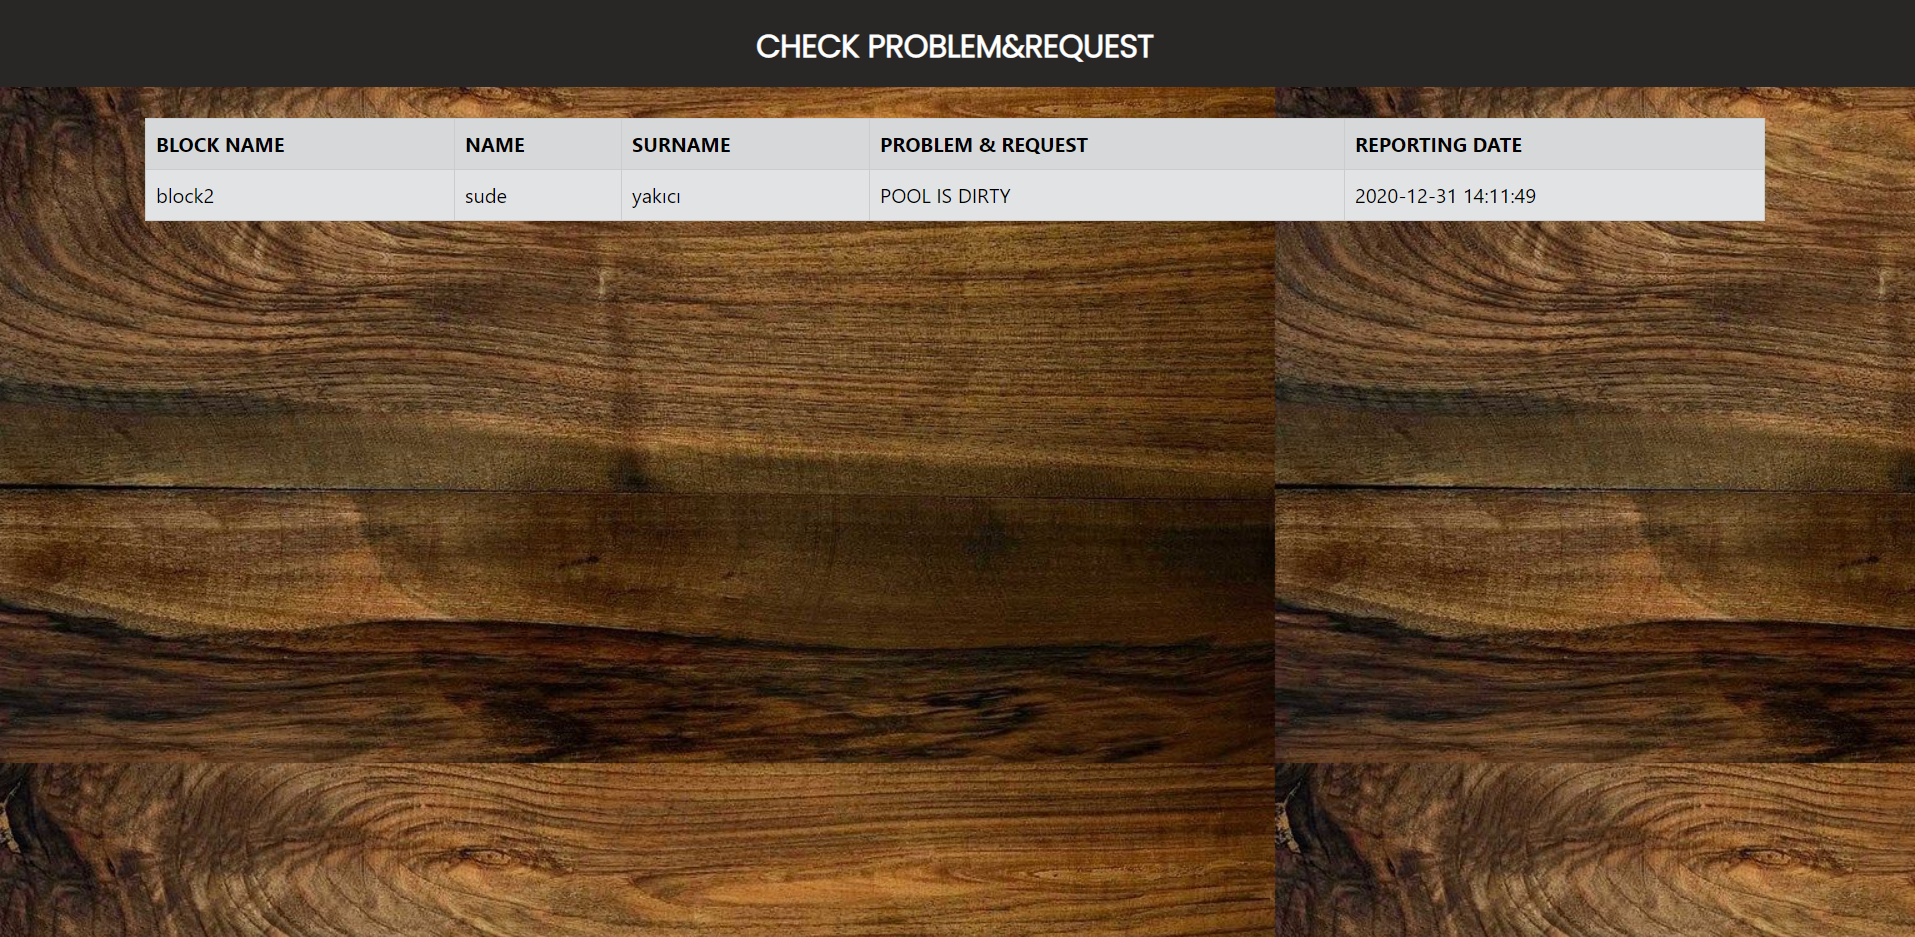 CHECK PROBLEM&REQUEST
BLOCK NAME NAME SURNAME PROBLEM & REQUEST REPORTING DATE
block2 sude yakıcı POOL IS DIRTY 2020-12-31 14:11:49